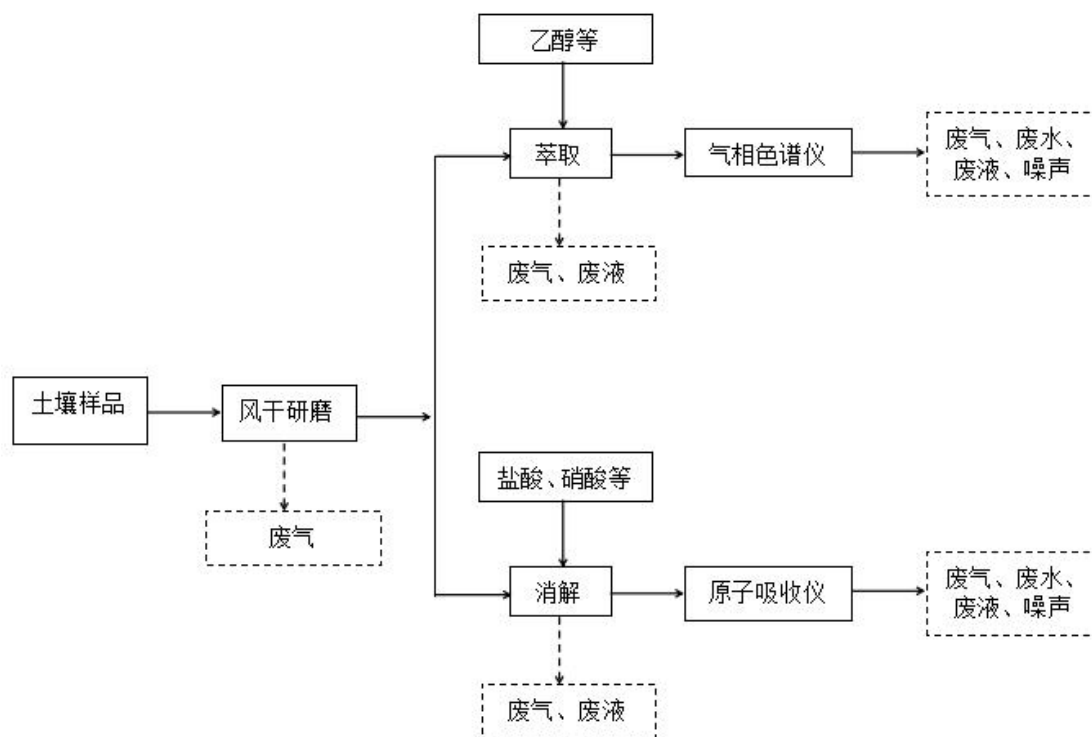 乙醇等
萃取
气相色谱仪
废气、废水、
废液、噪声
废气、废液
土壤样品
风干研磨
废气
盐酸、硝酸等
消解
原子吸收仪
废气、废水、
废液、噪声
废气、废液